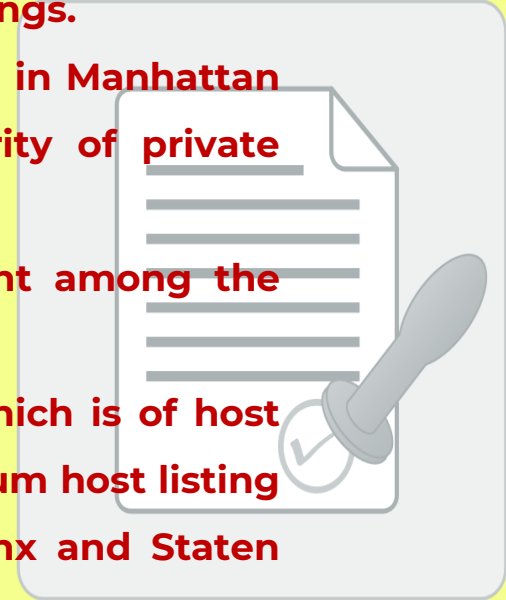 ngs.
in Manhattan
rity of private
nt among the
hich is of host
um host listing
nx and Staten